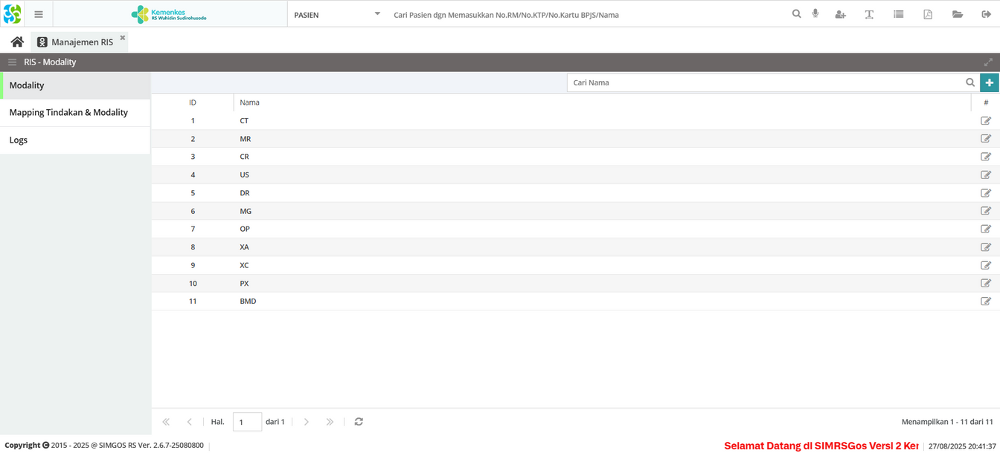 Kemenkes
RS Wahidin Sudirohusodo
PASIEN
Cari Pasien dgn Memasukkan No.RM/No.KTP/No.Kartu BPJS/Nama
Manajemen RIS
RIS - Modality
Modality
Mapping Tindakan & Modality
Logs
Cari Nama
ID Nama #
1 CT
2 MR
3 CR
4 US
5 DR
6 MG
7 OP
8 XA
9 XC
10 PX
11 BMD
Hal. 1 dari 1
Menampilkan 1 - 11 dari 11
Copyright © 2015 - 2025 @ SIMGOS RS Ver. 2.6.7-25080800
Selamat Datang di SIMRSGos Versi 2 Ker
27/08/2025 20:41:37